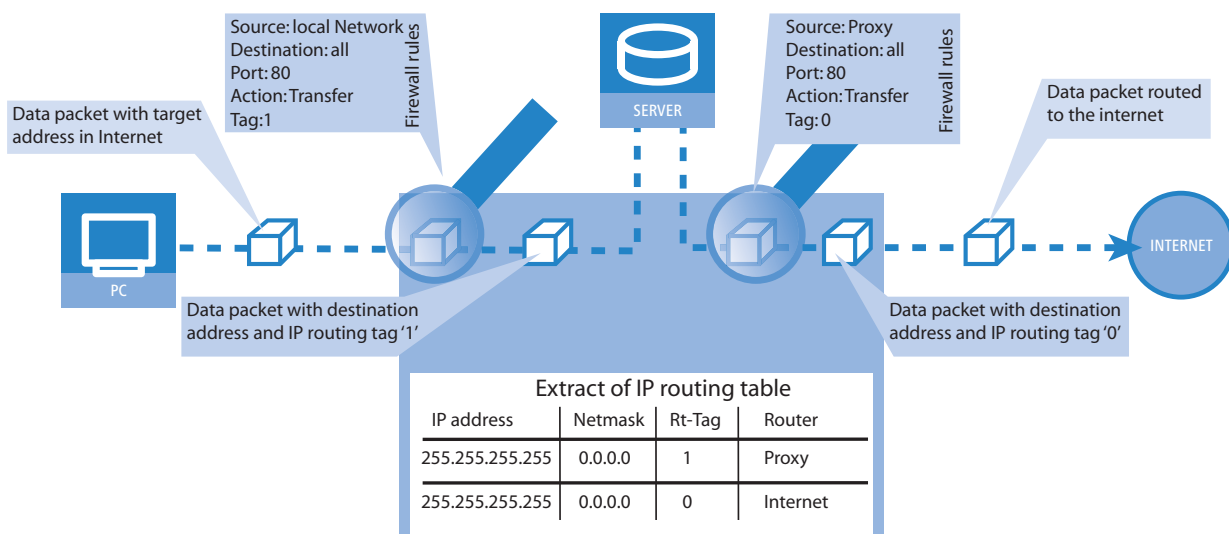 Source: local Network
Destination: all
Port: 80
Action: Transfer
Tag:1
Firewall rules
SERVER
Source: Proxy
Destination: all
Port: 80
Action: Transfer
Tag: 0
Firewall rules
Data packet with target
address in Internet
Data packet routed
to the internet
PC
INTERNET
Data packet with destination
address and IP routing tag '1'
Data packet with destination
address and IP routing tag '0'
Extract of IP routing table
IP address Netmask Rt-Tag Router
255.255.255.255 0.0.0.0 1 Proxy
255.255.255.255 0.0.0.0 0 Internet